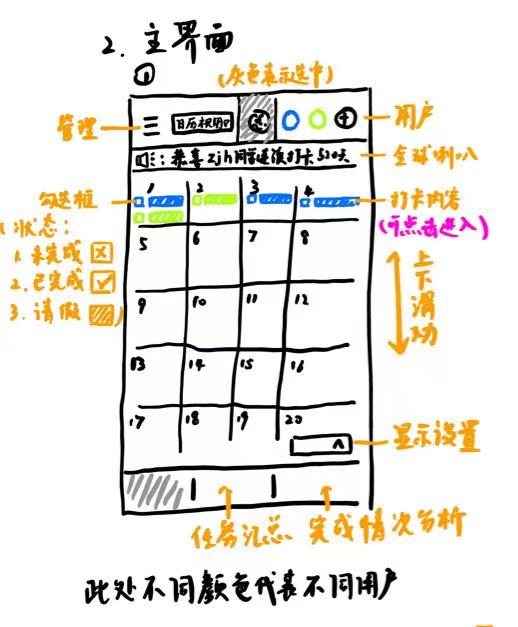 2. 主界面
①
(灰色表示选中)
管理
日历视图
用户
恭喜zjh同学连续打卡520天
全球喇叭
勾选框
1 2 3 4
打卡内容
(可点击进入)
状态:
1. 未完成
2. 已完成
3. 请假
5 6 7 8
上下滑动
9 10 11 12
13 14 15 16
17 18 19 20
显示设置
任务汇总 完成情况分析
此处不同颜色代表不同用户